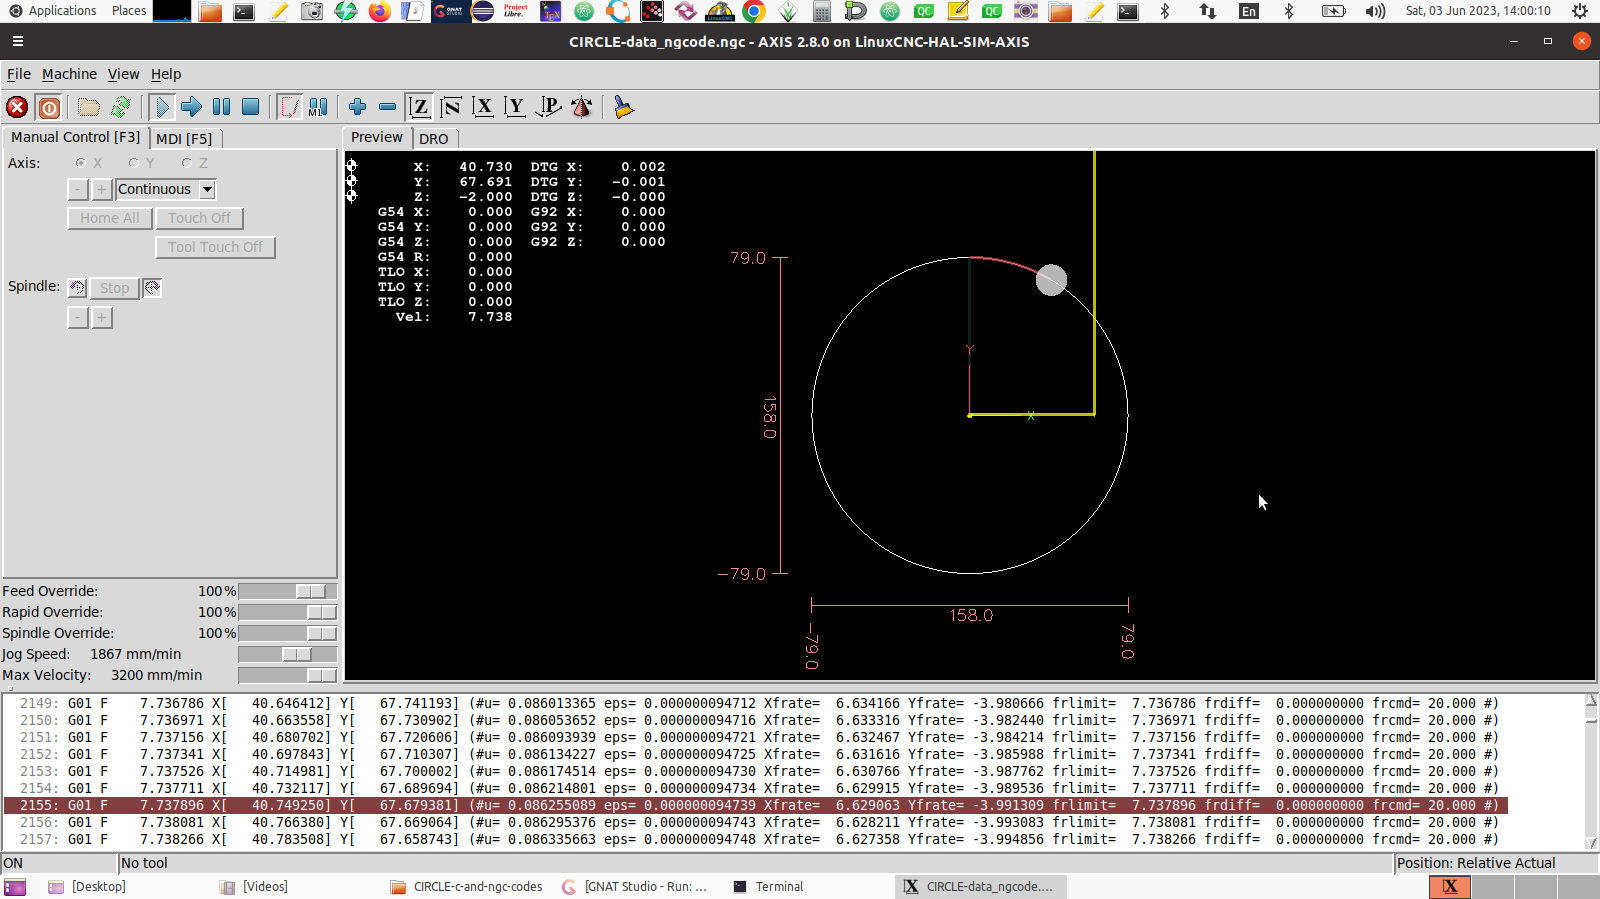 Applications Places En Sat, 03 Jun 2023, 14:00:10
CIRCLE-data_ngcode.ngc - AXIS 2.8.0 on LinuxCNC-HAL-SIM-AXIS
File Machine View Help
M1 Z N X Y P
Manual Control [F3] MDI [F5] Preview DRO
Axis: X Y Z
- + Continuous
Home All Touch Off
Tool Touch Off
Spindle: Stop
- +
X: 40.730 DTG X: 0.002
Y: 67.691 DTG Y: -0.001
Z: -2.000 DTG Z: -0.000
G54 X: 0.000 G92 X: 0.000
G54 Y: 0.000 G92 Y: 0.000
G54 Z: 0.000 G92 Z: 0.000
G54 R: 0.000
TLO X: 0.000
TLO Y: 0.000
TLO Z: 0.000
Vel: 7.738
79.0
158.0
-79.0
Y
X
158.0
-79.0
79.0
Feed Override: 100 %
Rapid Override: 100 %
Spindle Override: 100 %
Jog Speed: 1867 mm/min
Max Velocity: 3200 mm/min
2149: G01 F 7.736786 X[ 40.646412] Y[ 67.741193] (#u= 0.086013365 eps= 0.000000094712 Xfrate= 6.634166 Yfrate= -3.980666 frlimit= 7.736786 frdiff= 0.000000000 frcmd= 20.000 #)
2150: G01 F 7.736971 X[ 40.663558] Y[ 67.730902] (#u= 0.086053652 eps= 0.000000094716 Xfrate= 6.633316 Yfrate= -3.982440 frlimit= 7.736971 frdiff= 0.000000000 frcmd= 20.000 #)
2151: G01 F 7.737156 X[ 40.680702] Y[ 67.720606] (#u= 0.086093939 eps= 0.000000094721 Xfrate= 6.632467 Yfrate= -3.984214 frlimit= 7.737156 frdiff= 0.000000000 frcmd= 20.000 #)
2152: G01 F 7.737341 X[ 40.697843] Y[ 67.710307] (#u= 0.086134227 eps= 0.000000094725 Xfrate= 6.631616 Yfrate= -3.985988 frlimit= 7.737341 frdiff= 0.000000000 frcmd= 20.000 #)
2153: G01 F 7.737526 X[ 40.714981] Y[ 67.700002] (#u= 0.086174514 eps= 0.000000094730 Xfrate= 6.630766 Yfrate= -3.987762 frlimit= 7.737526 frdiff= 0.000000000 frcmd= 20.000 #)
2154: G01 F 7.737711 X[ 40.732117] Y[ 67.689694] (#u= 0.086214801 eps= 0.000000094734 Xfrate= 6.629915 Yfrate= -3.989536 frlimit= 7.737711 frdiff= 0.000000000 frcmd= 20.000 #)
2155: G01 F 7.737896 X[ 40.749250] Y[ 67.679381] (#u= 0.086255089 eps= 0.000000094739 Xfrate= 6.629063 Yfrate= -3.991309 frlimit= 7.737896 frdiff= 0.000000000 frcmd= 20.000 #)
2156: G01 F 7.738081 X[ 40.766380] Y[ 67.669064] (#u= 0.086295376 eps= 0.000000094743 Xfrate= 6.628211 Yfrate= -3.993083 frlimit= 7.738081 frdiff= 0.000000000 frcmd= 20.000 #)
2157: G01 F 7.738266 X[ 40.783508] Y[ 67.658743] (#u= 0.086335663 eps= 0.000000094748 Xfrate= 6.627358 Yfrate= -3.994856 frlimit= 7.738266 frdiff= 0.000000000 frcmd= 20.000 #)
ON No tool Position: Relative Actual
[Desktop] [Videos] CIRCLE-c-and-ngc-codes [GNAT Studio - Run: ... Terminal CIRCLE-data_ngcode....